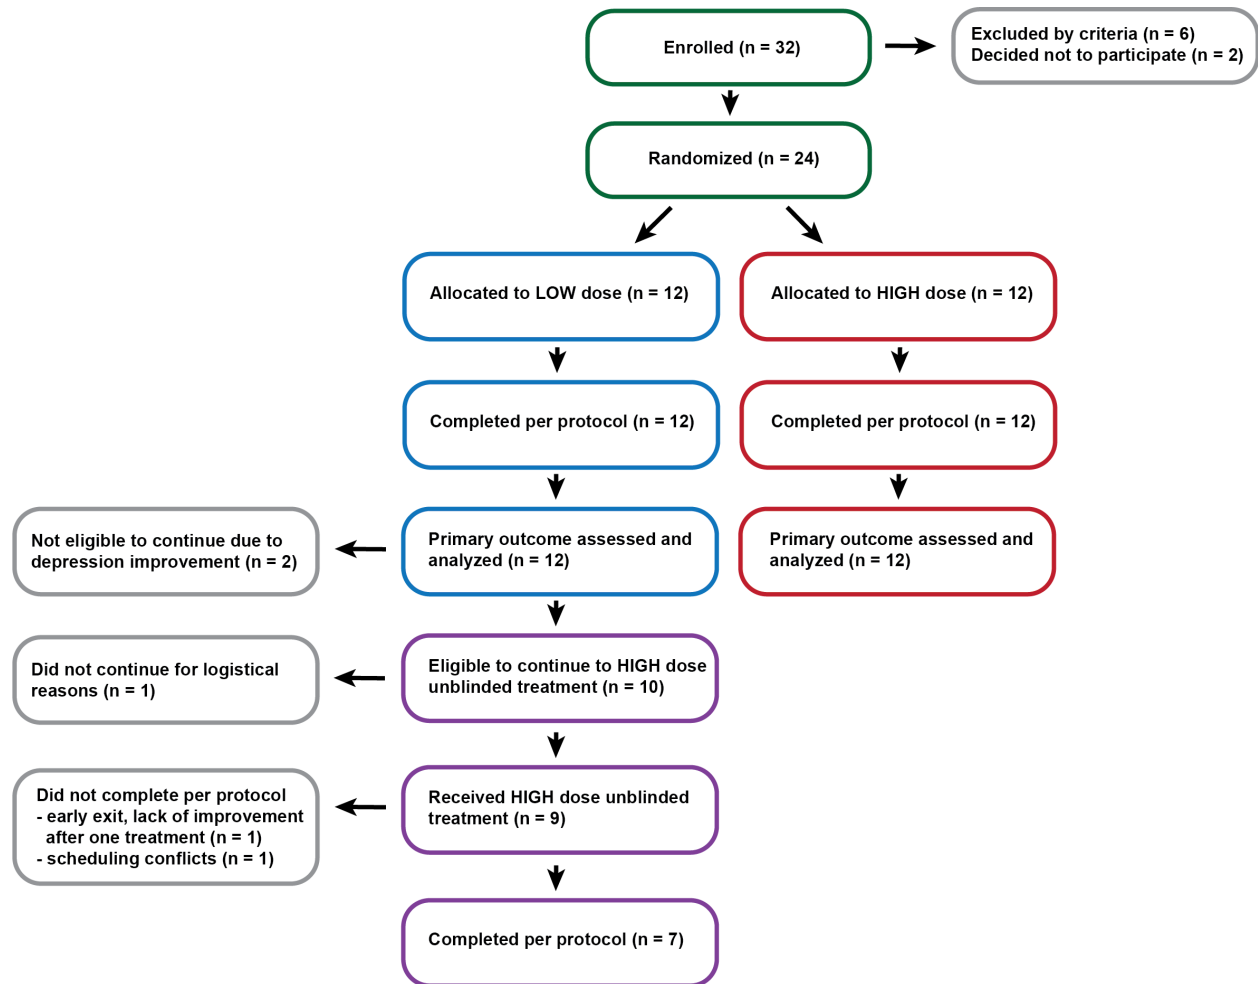 Enrolled (n = 32)
Excluded by criteria (n = 6)
Decided not to participate (n = 2)
Randomized (n = 24)
Allocated to LOW dose (n = 12)
Allocated to HIGH dose (n = 12)
Completed per protocol (n = 12)
Completed per protocol (n = 12)
Not eligible to continue due to
depression improvement (n = 2)
Primary outcome assessed and
analyzed (n = 12)
Primary outcome assessed and
analyzed (n = 12)
Did not continue for logistical
reasons (n = 1)
Eligible to continue to HIGH dose
unblinded treatment (n = 10)
Did not complete per protocol
- early exit, lack of improvement
after one treatment (n = 1)
- scheduling conflicts (n = 1)
Received HIGH dose unblinded
treatment (n = 9)
Completed per protocol (n = 7)